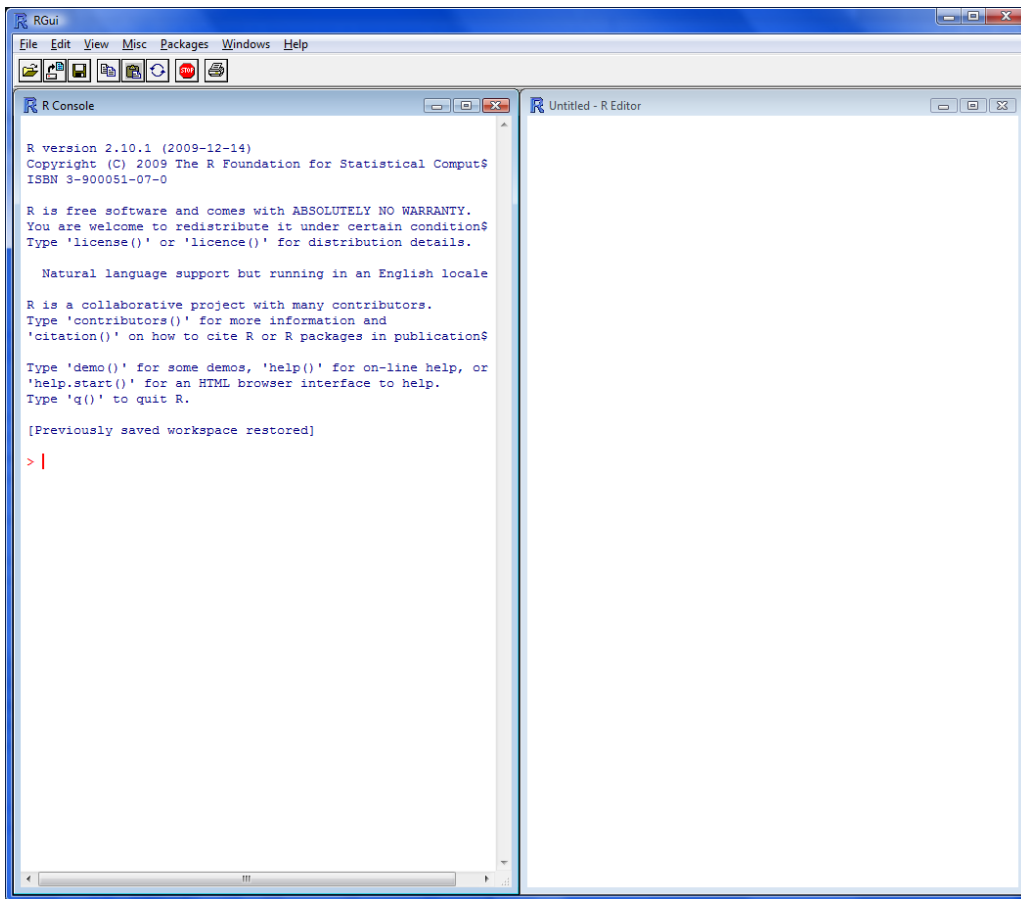 RGui
File Edit View Misc Packages Windows Help
STOP
R Console
R version 2.10.1 (2009-12-14)
Copyright (C) 2009 The R Foundation for Statistical Comput$
ISBN 3-900051-07-0
R is free software and comes with ABSOLUTELY NO WARRANTY.
You are welcome to redistribute it under certain condition$
Type 'license()' or 'licence()' for distribution details.
Natural language support but running in an English locale
R is a collaborative project with many contributors.
Type 'contributors()' for more information and
'citation()' on how to cite R or R packages in publication$
Type 'demo()' for some demos, 'help()' for on-line help, or
'help.start()' for an HTML browser interface to help.
Type 'q()' to quit R.
[Previously saved workspace restored]
>
Untitled - R Editor